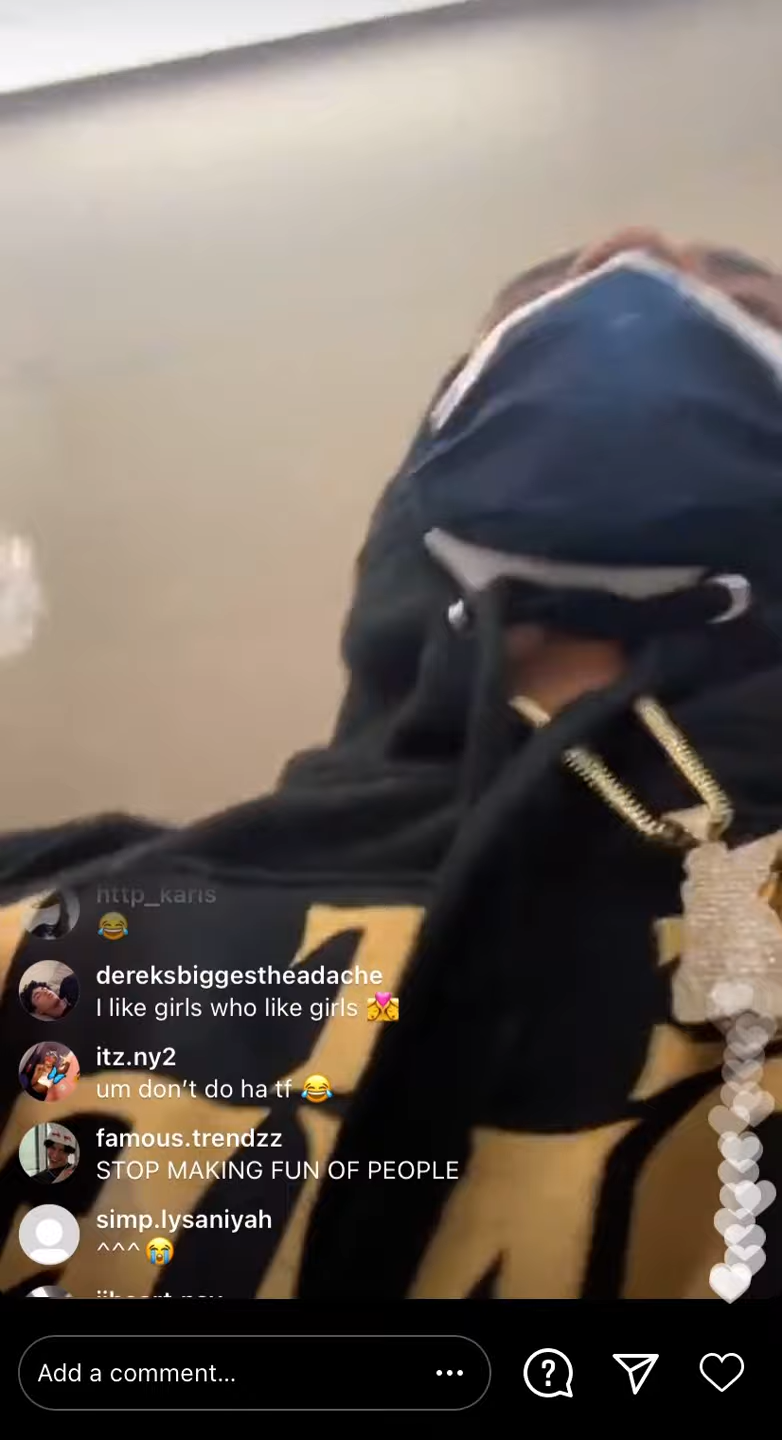 http_karis
😂
dereksbiggestheadache
I like girls who like girls 👩‍❤️‍💋‍👩
itz.ny2
um don't do ha tf 😂
famous.trendzz
STOP MAKING FUN OF PEOPLE
simp.lysaniyah
^^^😭
Add a comment...